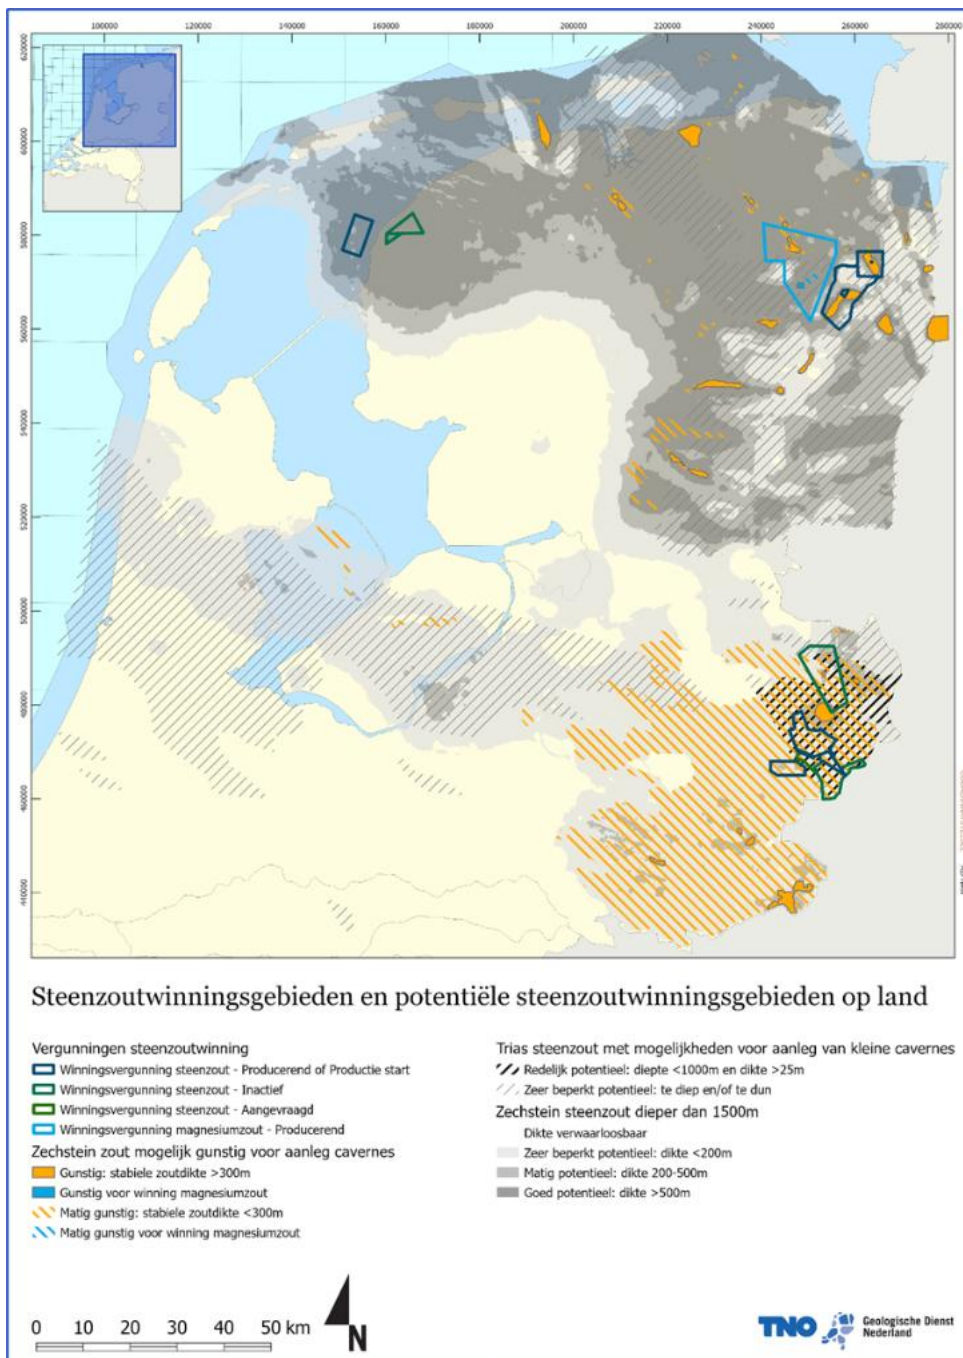 100000 120000 140000 160000 180000 200000 220000 240000 260000 280000
620000
600000
580000
560000
540000
520000
500000
480000
460000
440000
Steenzoutwinningsgebieden en potentiële steenzoutwinningsgebieden op land
Vergunningen steenzoutwinning
Winningsvergunning steenzout - Producerend of Productie start
Winningsvergunning steenzout - Inactief
Winningsvergunning steenzout - Aangevraagd
Winningsvergunning magnesiumzout - Producerend
Zechstein zout mogelijk gunstig voor aanleg cavernes
Gunstig: stabiele zoutdikte >300m
Gunstig voor winning magnesiumzout
Matig gunstig: stabiele zoutdikte <300m
Matig gunstig voor winning magnesiumzout
Trias steenzout met mogelijkheden voor aanleg van kleine cavernes
Redelijk potentieel: diepte <1000m en dikte >25m
Zeer beperkt potentieel: te diep en/of te dun
Zechstein steenzout dieper dan 1500m
Dikte verwaarloosbaar
Zeer beperkt potentieel: dikte <200m
Matig potentieel: dikte 200-500m
Goed potentieel: dikte >500m
0 10 20 30 40 50 km
N
TNO Geologische Dienst
Nederland